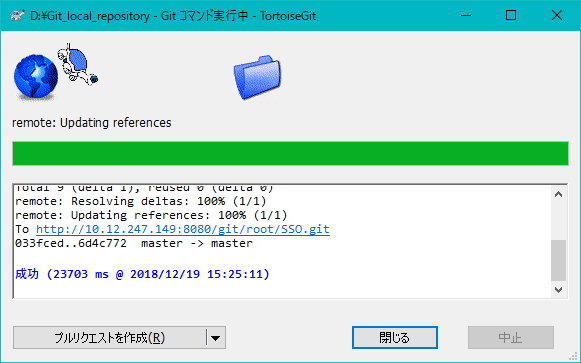 D:¥Git_local_repository - Git コマンド実行中 - TortoiseGit
remote: Updating references
Total 9 (delta 1), reused 0 (delta 0)
remote: Resolving deltas: 100% (1/1)
remote: Updating references: 100% (1/1)
To http://10.12.247.149:8080/git/root/SSO.git
033fced..6d4c772 master -> master
成功 (23703 ms @ 2018/12/19 15:25:11)
プルリクエストを作成(R)
閉じる
中止